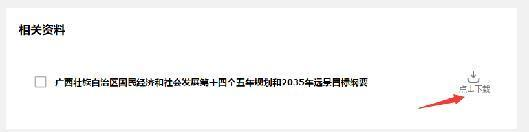 相关资料
广西壮族自治区国民经济和社会发展第十四个五年规划和2035年远景目标纲要
点击下载